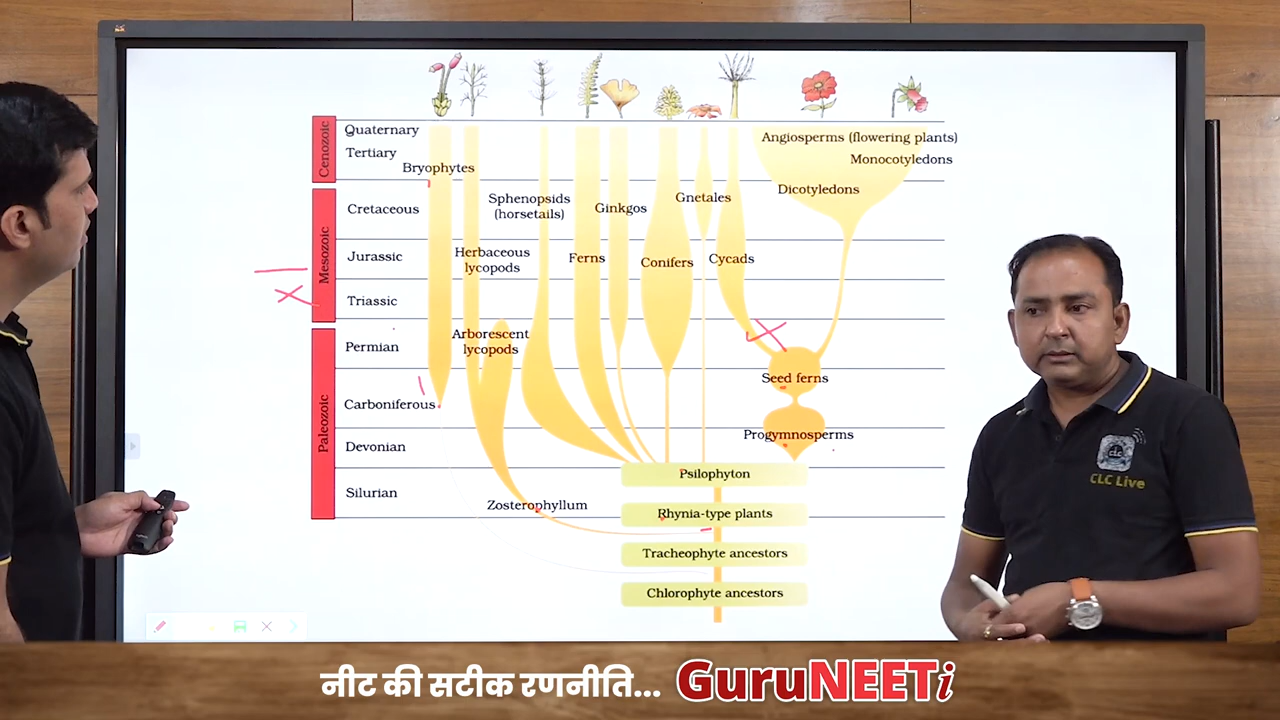 Cenozoic
Quaternary
Tertiary
Bryophytes
Angiosperms (flowering plants)
Monocotyledons
Dicotyledons
Mesozoic
Cretaceous
Sphenopsids
(horsetails)
Ginkgos
Gnetales
Jurassic
Herbaceous
lycopods
Ferns
Conifers
Cycads
Triassic
Paleozoic
Permian
Arborescent
lycopods
Seed ferns
Carboniferous
Progymnosperms
Devonian
Psilophyton
Silurian
Zosterophyllum
Rhynia-type plants
Tracheophyte ancestors
Chlorophyte ancestors
CLC
CLC Live
नीट की सटीक रणनीति... GuruNEETi